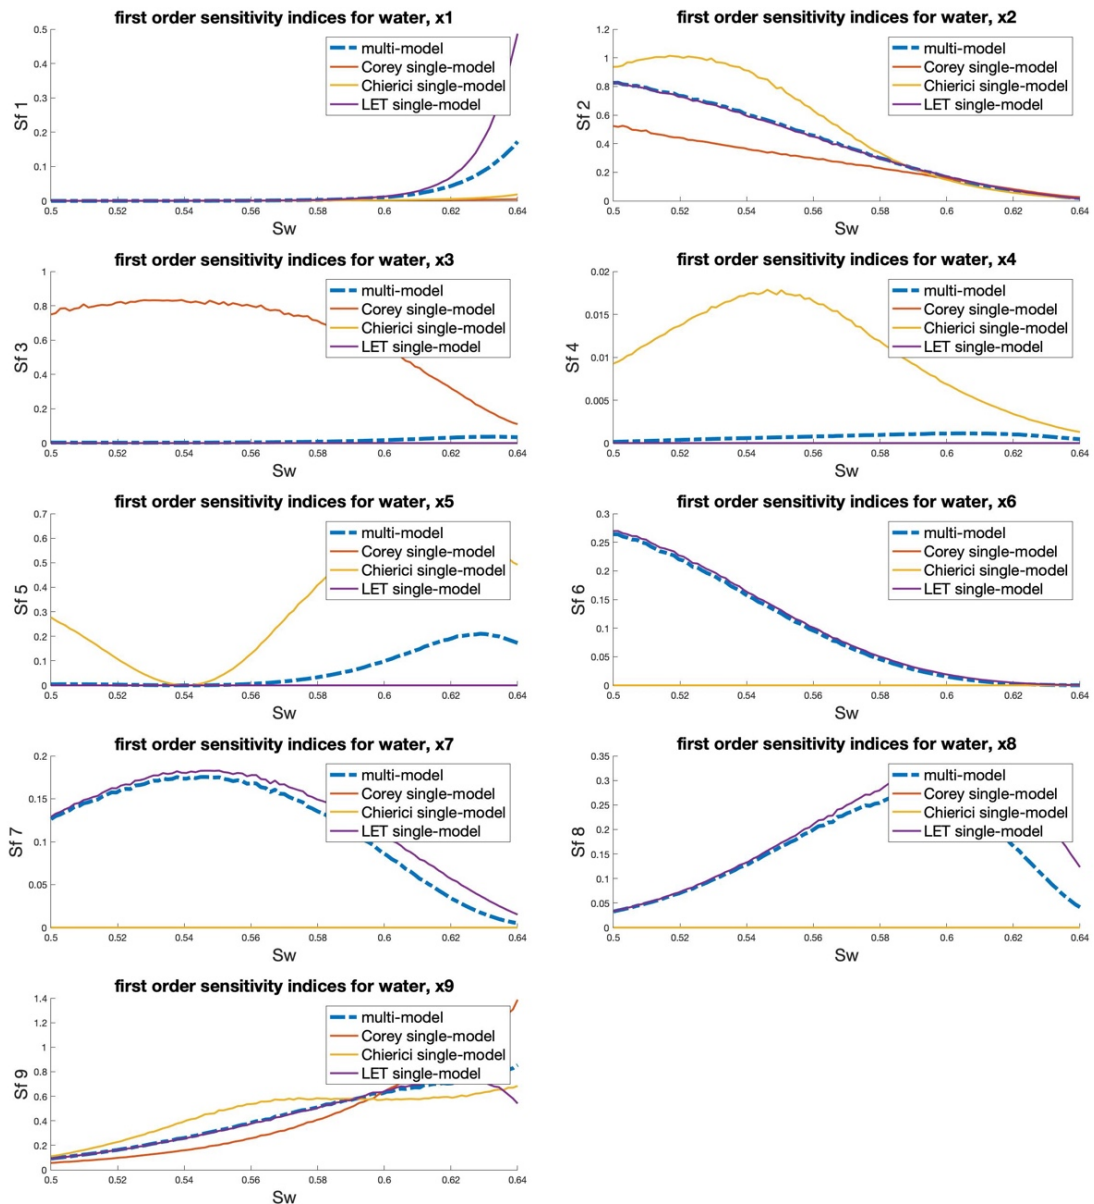 first order sensitivity indices for water, x1
0.5
0.4
0.3
0.2
0.1
0
Sf 1
multi-model
Corey single-model
Chierici single-model
LET single-model
0.5 0.52 0.54 0.56 0.58 0.6 0.62 0.64
Sw
first order sensitivity indices for water, x2
1.2
1
0.8
0.6
0.4
0.2
0
Sf 2
multi-model
Corey single-model
Chierici single-model
LET single-model
0.5 0.52 0.54 0.56 0.58 0.6 0.62 0.64
Sw
first order sensitivity indices for water, x3
1
0.8
0.6
0.4
0.2
0
Sf 3
multi-model
Corey single-model
Chierici single-model
LET single-model
0.5 0.52 0.54 0.56 0.58 0.6 0.62 0.64
Sw
first order sensitivity indices for water, x4
0.02
0.015
0.01
0.005
0
Sf 4
multi-model
Corey single-model
Chierici single-model
LET single-model
0.5 0.52 0.54 0.56 0.58 0.6 0.62 0.64
Sw
first order sensitivity indices for water, x5
0.7
0.6
0.5
0.4
0.3
0.2
0.1
0
Sf 5
multi-model
Corey single-model
Chierici single-model
LET single-model
0.5 0.52 0.54 0.56 0.58 0.6 0.62 0.64
Sw
first order sensitivity indices for water, x6
0.3
0.25
0.2
0.15
0.1
0.05
0
Sf 6
multi-model
Corey single-model
Chierici single-model
LET single-model
0.5 0.52 0.54 0.56 0.58 0.6 0.62 0.64
Sw
first order sensitivity indices for water, x7
0.2
0.15
0.1
0.05
0
Sf 7
multi-model
Corey single-model
Chierici single-model
LET single-model
0.5 0.52 0.54 0.56 0.58 0.6 0.62 0.64
Sw
first order sensitivity indices for water, x8
0.35
0.3
0.25
0.2
0.15
0.1
0.05
0
Sf 8
multi-model
Corey single-model
Chierici single-model
LET single-model
0.5 0.52 0.54 0.56 0.58 0.6 0.62 0.64
Sw
first order sensitivity indices for water, x9
1.4
1.2
1
0.8
0.6
0.4
0.2
0
Sf 9
multi-model
Corey single-model
Chierici single-model
LET single-model
0.5 0.52 0.54 0.56 0.58 0.6 0.62 0.64
Sw